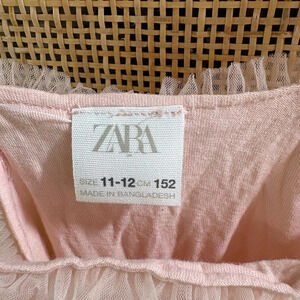 ZARA
SIZE 11-12 CM 152
MADE IN BANGLADESH